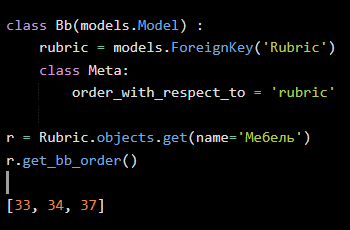 class Bb(models.Model) :
    rubric = models.ForeignKey('Rubric')
    class Meta:
        order_with_respect_to = 'rubric'
r = Rubric.objects.get(name='Мебель')
r.get_bb_order()
[33, 34, 37]